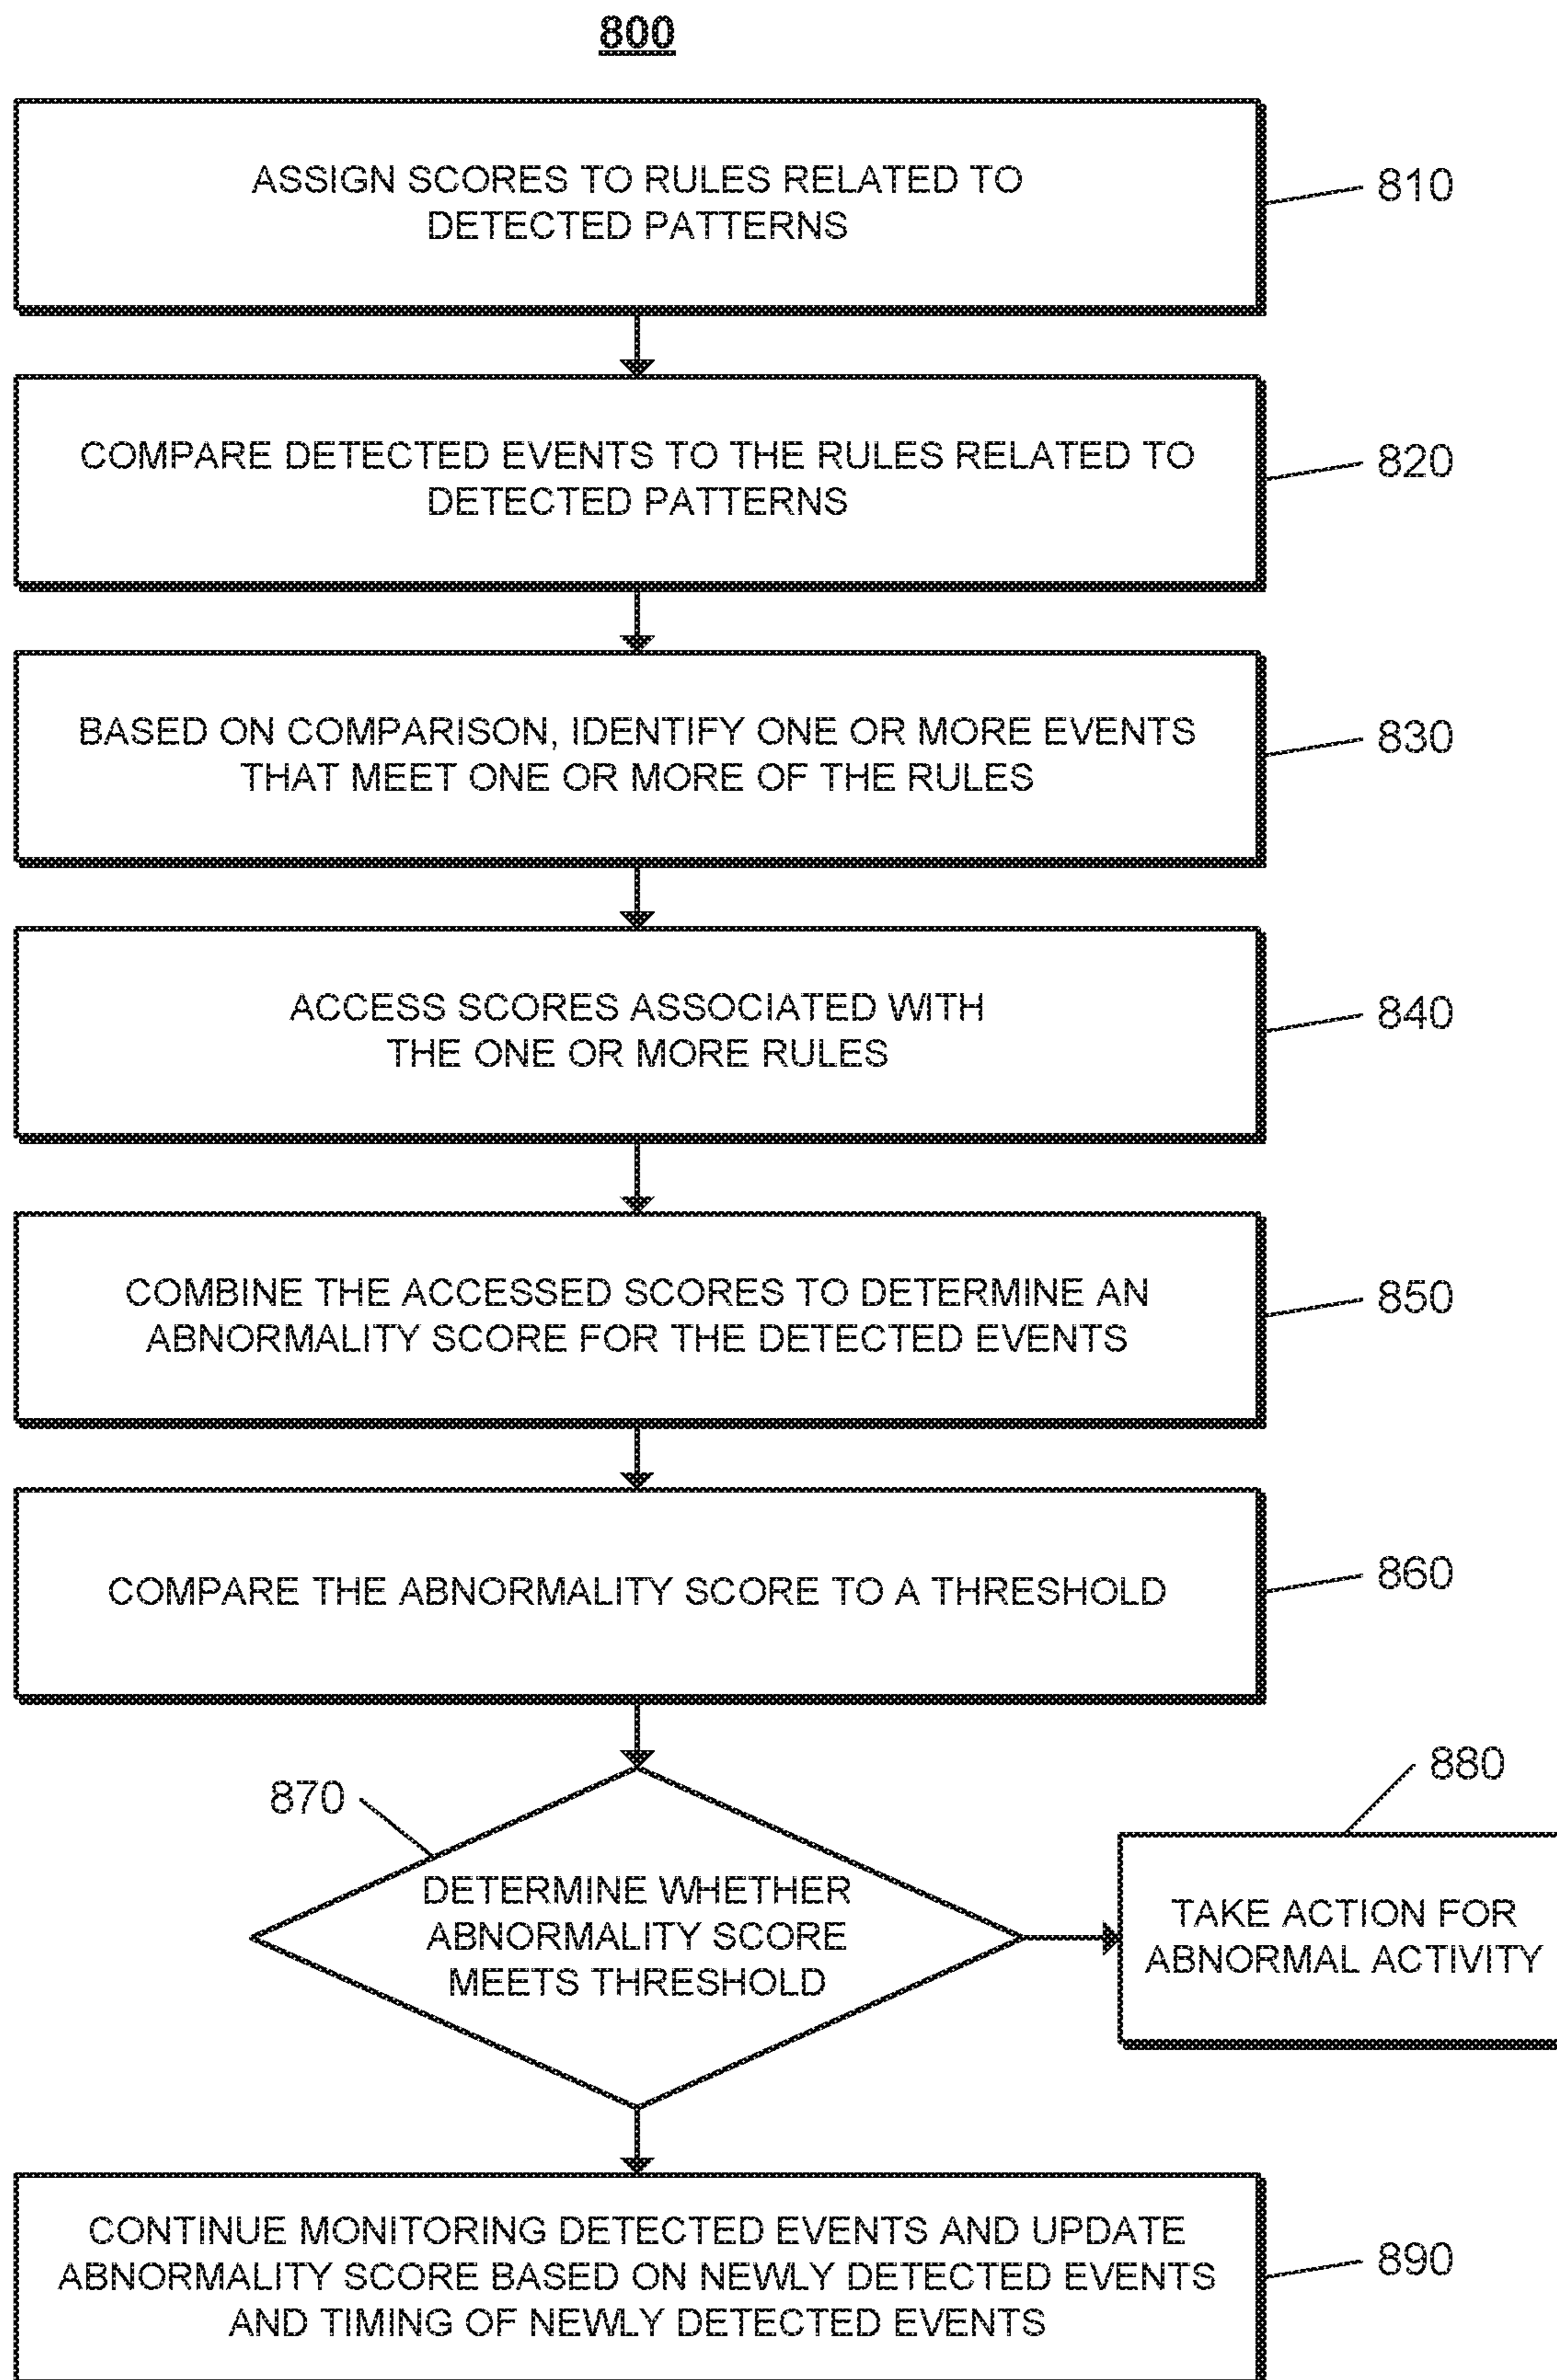 800
ASSIGN SCORES TO RULES RELATED TO
DETECTED PATTERNS
810
COMPARE DETECTED EVENTS TO THE RULES RELATED TO
DETECTED PATTERNS
820
BASED ON COMPARISON, IDENTIFY ONE OR MORE EVENTS
THAT MEET ONE OR MORE OF THE RULES
830
ACCESS SCORES ASSOCIATED WITH
THE ONE OR MORE RULES
840
COMBINE THE ACCESSED SCORES TO DETERMINE AN
ABNORMALITY SCORE FOR THE DETECTED EVENTS
850
COMPARE THE ABNORMALITY SCORE TO A THRESHOLD
860
870
DETERMINE WHETHER
ABNORMALITY SCORE
MEETS THRESHOLD
880
TAKE ACTION FOR
ABNORMAL ACTIVITY
CONTINUE MONITORING DETECTED EVENTS AND UPDATE
ABNORMALITY SCORE BASED ON NEWLY DETECTED EVENTS
AND TIMING OF NEWLY DETECTED EVENTS
890